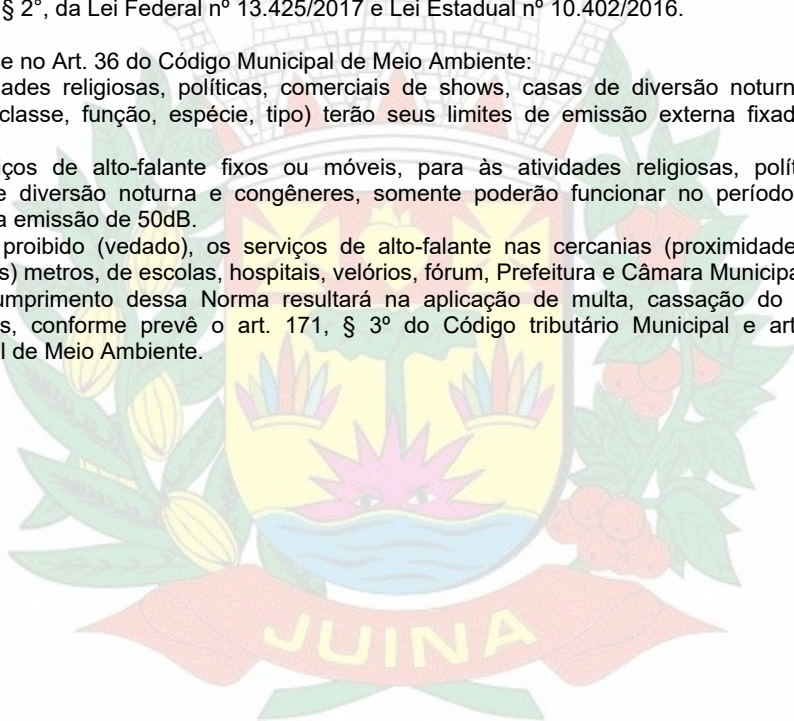 § 2°, da Lei Federal nº 13.425/2017 e Lei Estadual nº 10.402/2016.
e no Art. 36 do Código Municipal de Meio Ambiente:
ades religiosas, políticas, comerciais de shows, casas de diversão noturn
classe, função, espécie, tipo) terão seus limites de emissão externa fixad
iços de alto-falante fixos ou móveis, para às atividades religiosas, polít
e diversão noturna e congêneres, somente poderão funcionar no período
a emissão de 50dB.
proibido (vedado), os serviços de alto-falante nas cercanias (proximidade
s) metros, de escolas, hospitais, velórios, fórum, Prefeitura e Câmara Municipa
umprimento dessa Norma resultará na aplicação de multa, cassação do
s, conforme prevê o art. 171, § 3º do Código tributário Municipal e art
l de Meio Ambiente.
JUINA